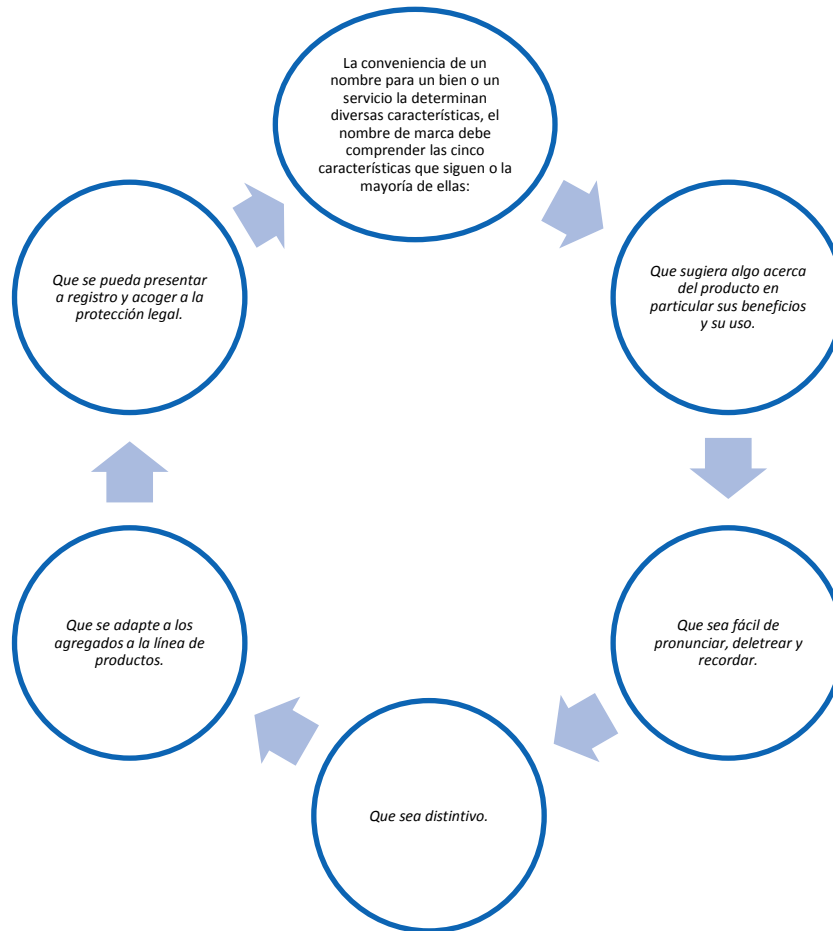 La conveniencia de un
nombre para un bien o un
servicio la determinan
diversas características, el
nombre de marca debe
comprender las cinco
características que siguen o la
mayoría de ellas:
Que sugiera algo acerca
del producto en
particular sus beneficios
y su uso.
Que sea fácil de
pronunciar, deletrear y
recordar.
Que sea distintivo.
Que se adapte a los
agregados a la línea de
productos.
Que se pueda presentar
a registro y acoger a la
protección legal.